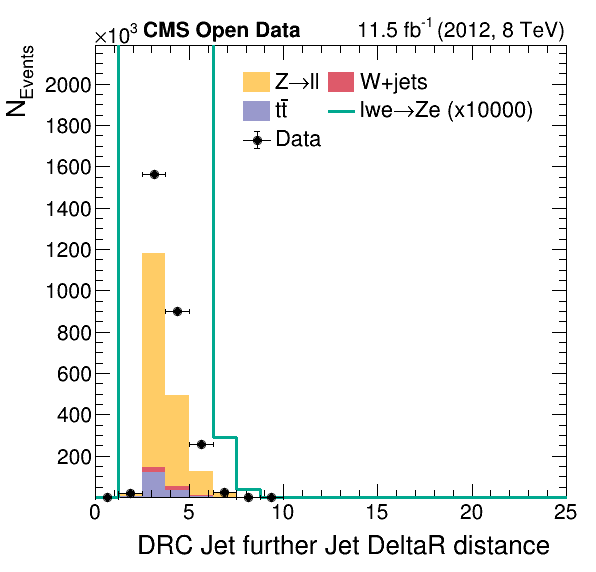 ×10³ CMS Open Data 11.5 fb⁻¹ (2012, 8 TeV)
N_Events
2000
1800
1600
1400
1200
1000
800
600
400
200
Z→ll W+jets
tt̄ lwe→Ze (x10000)
Data
0 5 10 15 20 25
DRC Jet further Jet DeltaR distance